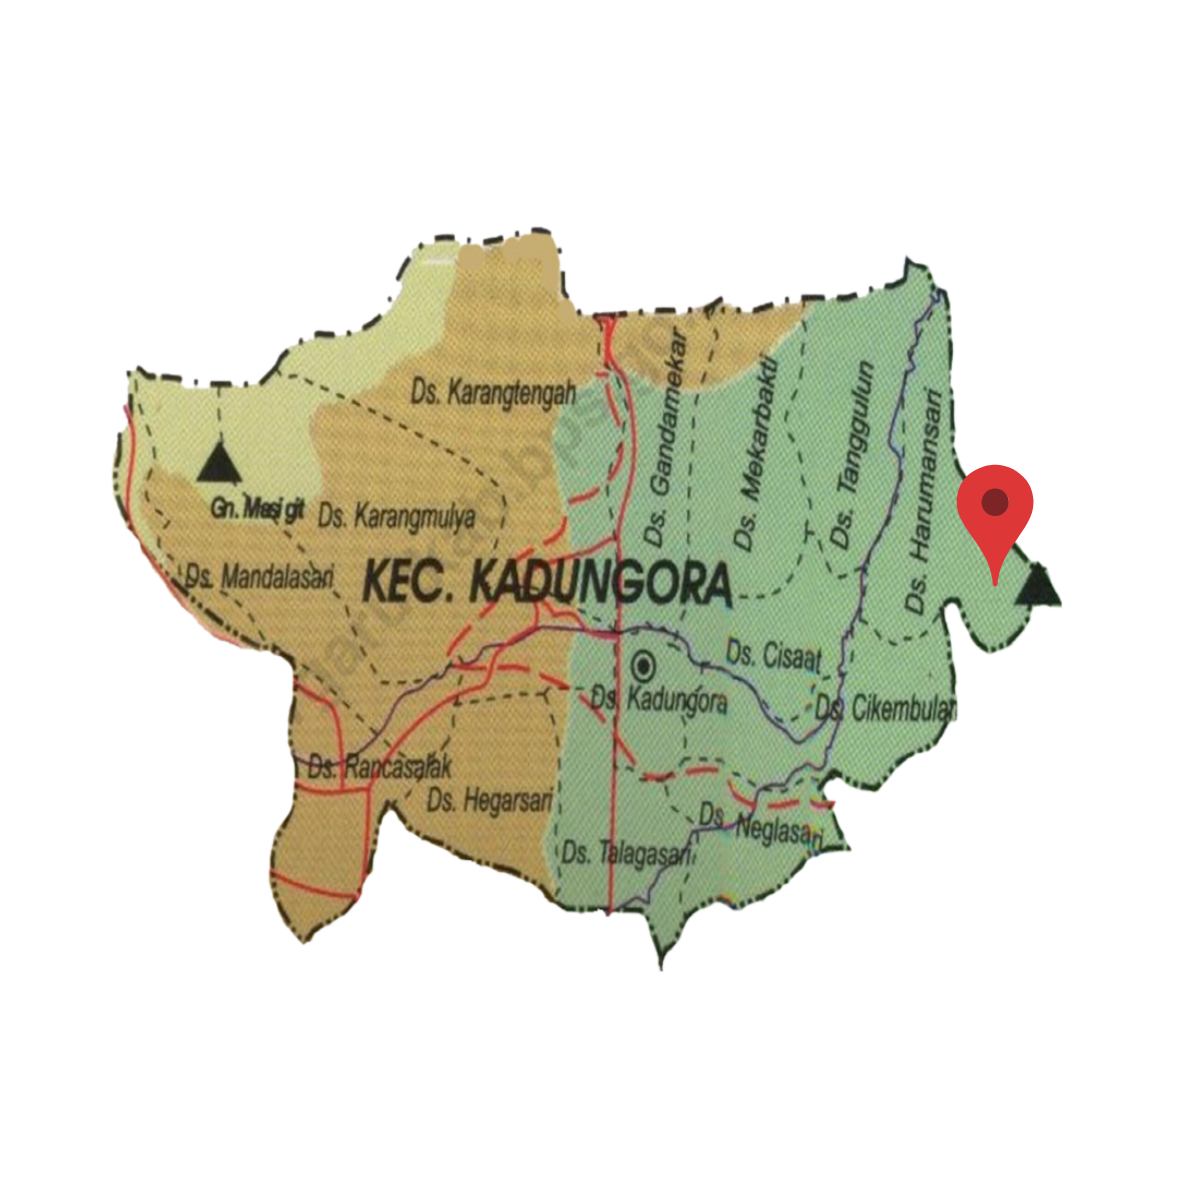 Ds. Karangtengah
Ds. Gandamekar
Ds. Mekarbakti
Ds. Tanggulun
Ds. Harumansari
Gn. Masigit
Ds. Karangmulya
Ds. Mandalasari
KEC. KADUNGORA
Ds. Cisaat
Ds. Kadungora
Ds. Cikembulan
Ds. Rancasalak
Ds. Hegarsari
Ds. Neglasari
Ds. Talagasari